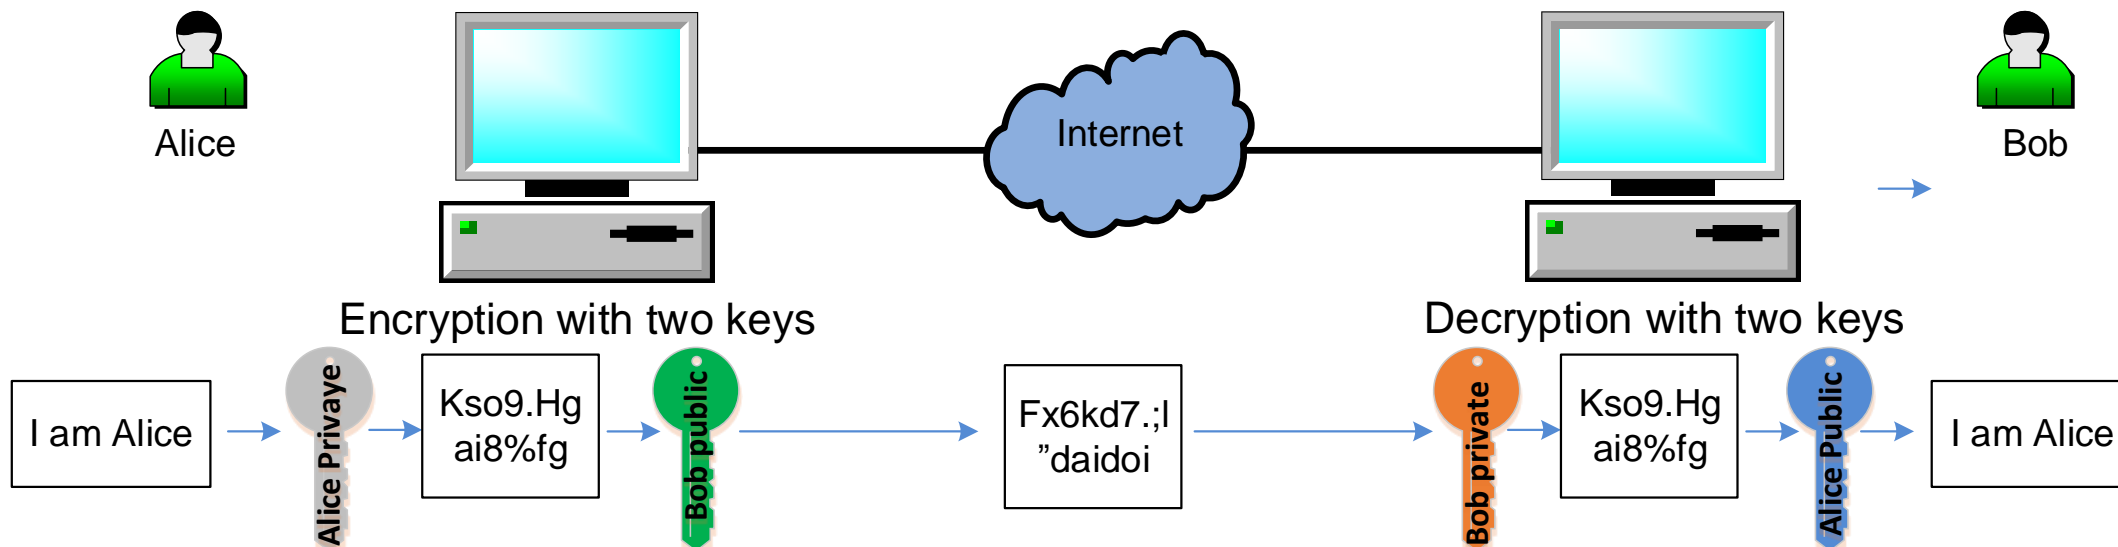 Alice
Internet
Bob
Encryption with two keys
Decryption with two keys
I am Alice
Alice Privaye
Kso9.Hg
ai8%fg
Bob public
Fx6kd7.;l
”daidoi
Bob private
Kso9.Hg
ai8%fg
Alice Public
I am Alice